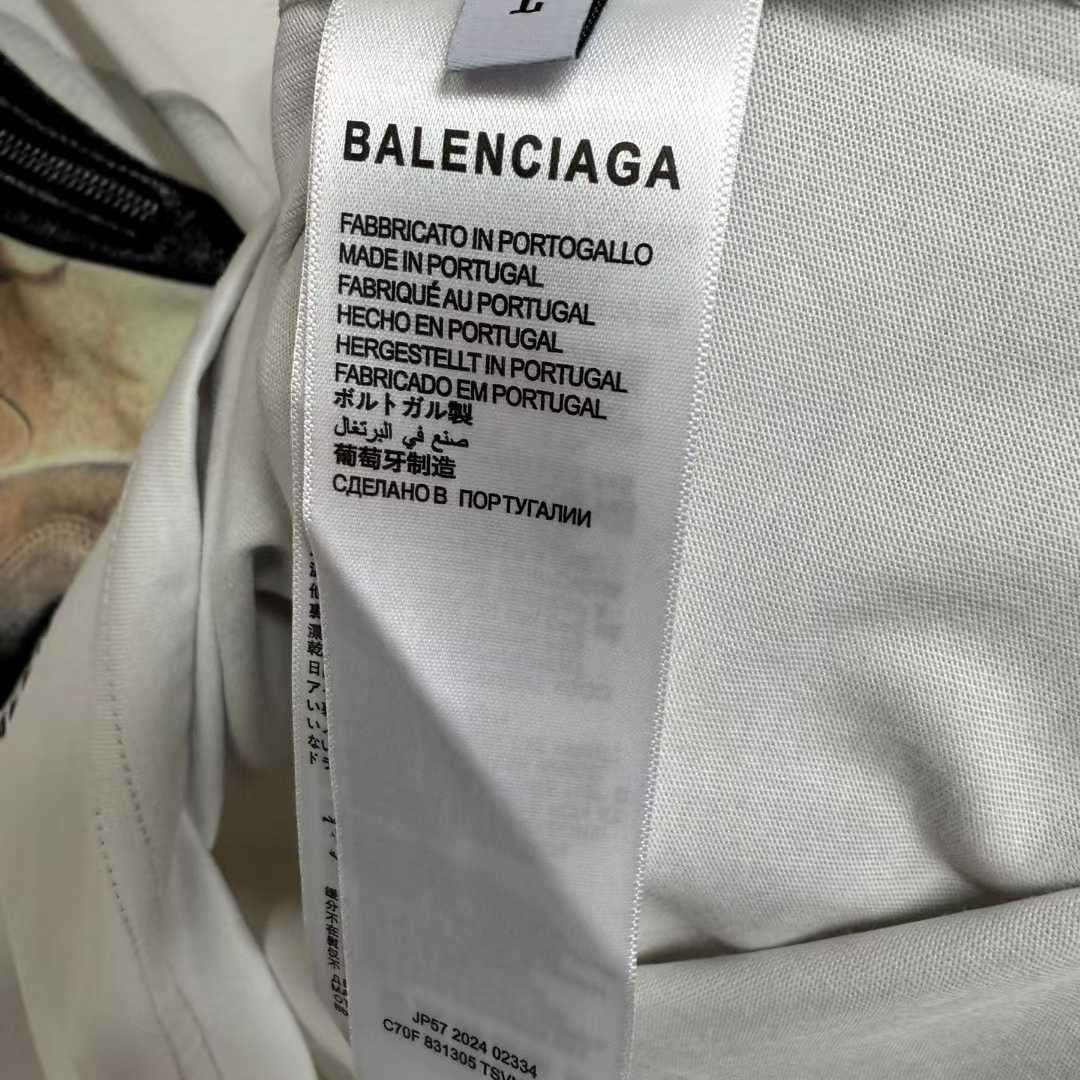 L
BALENCIAGA
FABBRICATO IN PORTOGALLO
MADE IN PORTUGAL
FABRIQUÉ AU PORTUGAL
HECHO EN PORTUGAL
HERGESTELLT IN PORTUGAL
FABRICADO EM PORTUGAL
ポルトガル製
صنع في البرتغال
葡萄牙制造
СДЕЛАНО В ПОРТУГАЛИИ
JP57 2024 02334
C70F 831305